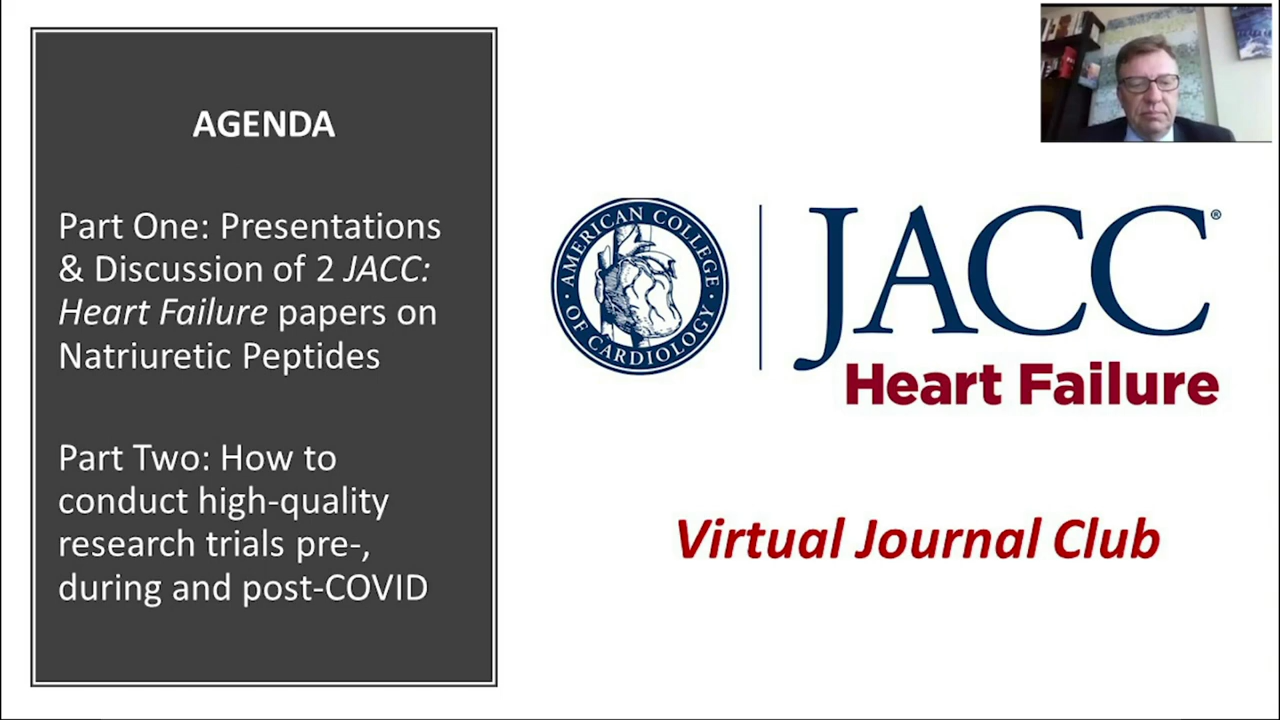 AGENDA
Part One: Presentations
& Discussion of 2 JACC:
Heart Failure papers on
Natriuretic Peptides
Part Two: How to
conduct high-quality
research trials pre-,
during and post-COVID
AMERICAN COLLEGE
· OF CARDIOLOGY ·
JACC®
Heart Failure
Virtual Journal Club